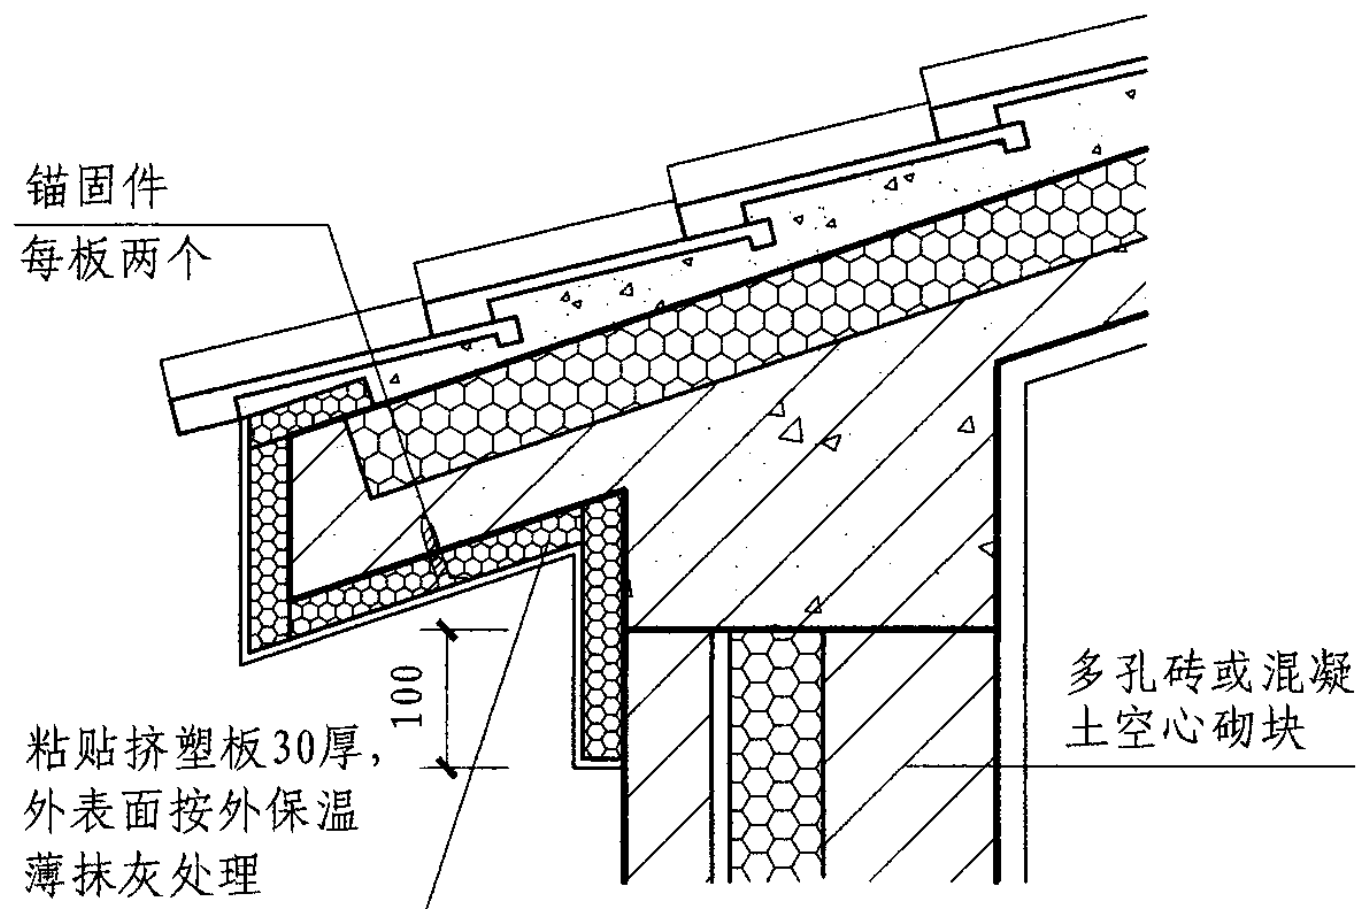 锚固件
每板两个
多孔砖或混凝
土空心砌块
100
粘贴挤塑板30厚,
外表面按外保温
薄抹灰处理